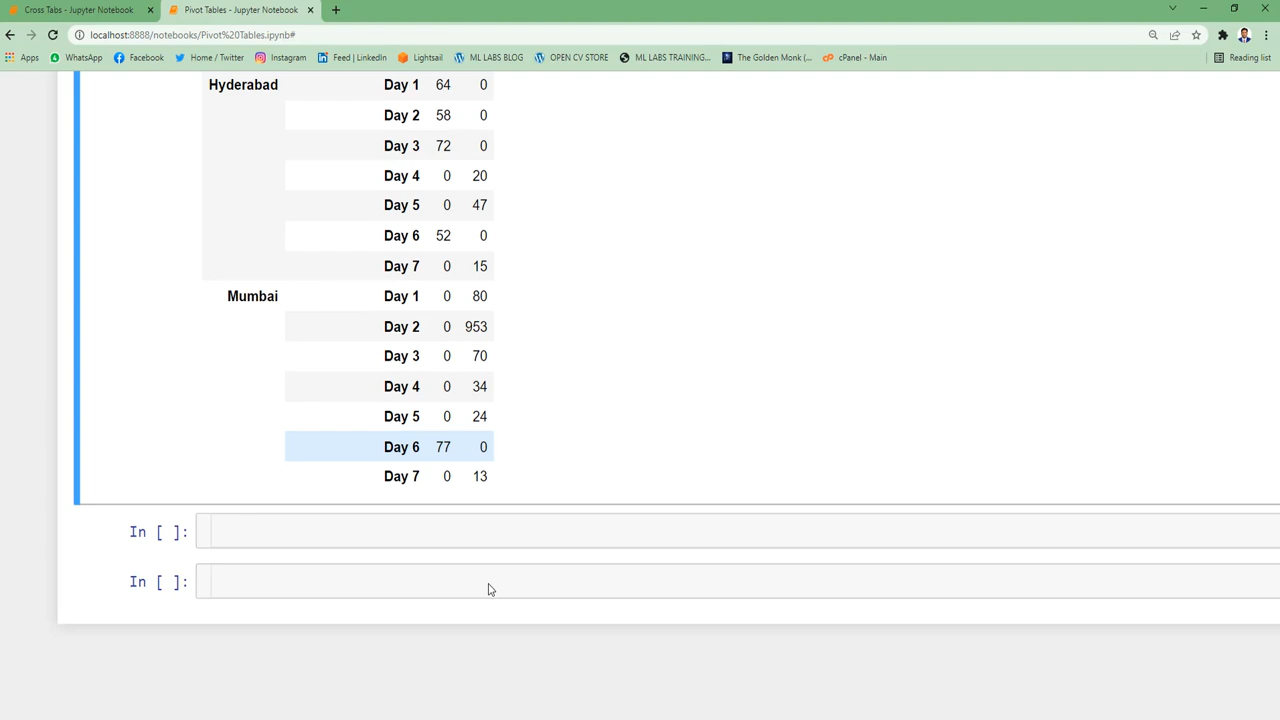 Cross Tabs - Jupyter Notebook
Pivot Tables - Jupyter Notebook
localhost:8888/notebooks/Pivot%20Tables.ipynb#
Apps WhatsApp Facebook Home / Twitter Instagram Feed | LinkedIn Lightsail ML LABS BLOG OPEN CV STORE ML LABS TRAINING... The Golden Monk (... cPanel - Main Reading list
Hyderabad Day 1 64 0
Day 2 58 0
Day 3 72 0
Day 4 0 20
Day 5 0 47
Day 6 52 0
Day 7 0 15
Mumbai Day 1 0 80
Day 2 0 953
Day 3 0 70
Day 4 0 34
Day 5 0 24
Day 6 77 0
Day 7 0 13
In [ ]:
In [ ]: